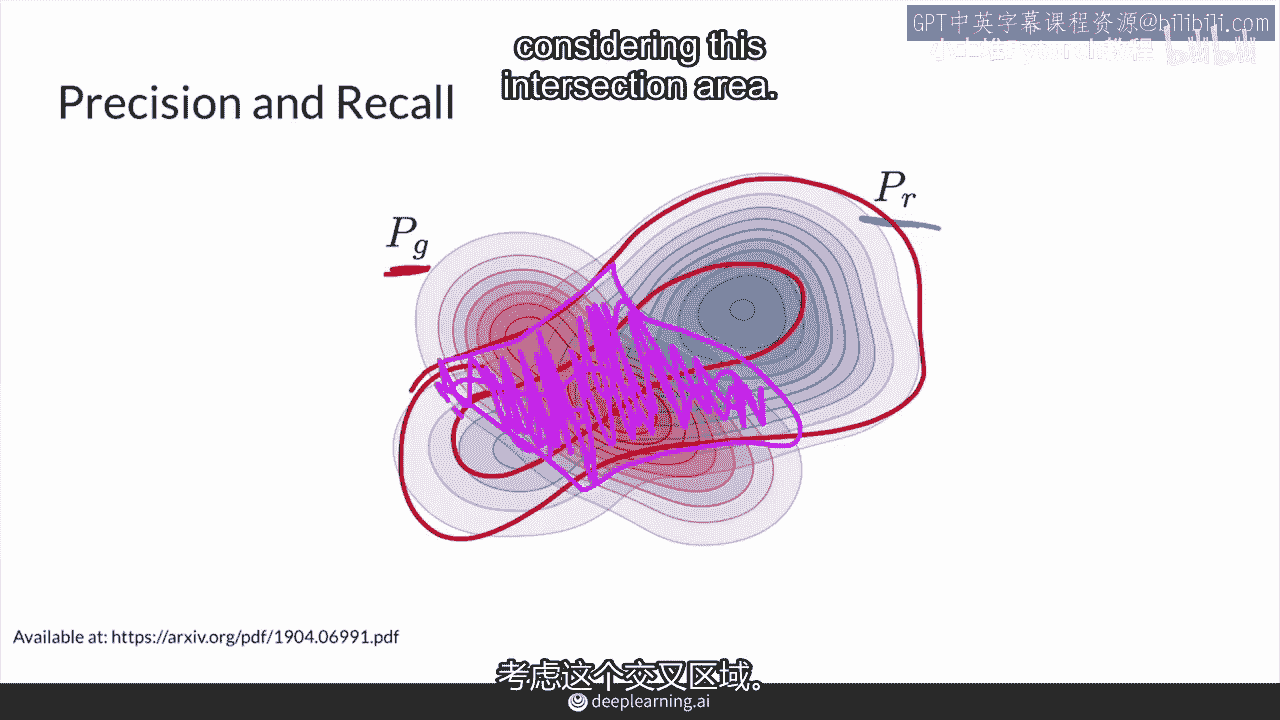 GPT中英字幕课程资源@bilibili.com
considering this
intersection area.
Precision and Recall
P_r
P_g
Available at: https://arxiv.org/pdf/1904.06991.pdf
考虑这个交叉区域。
deeplearning.ai